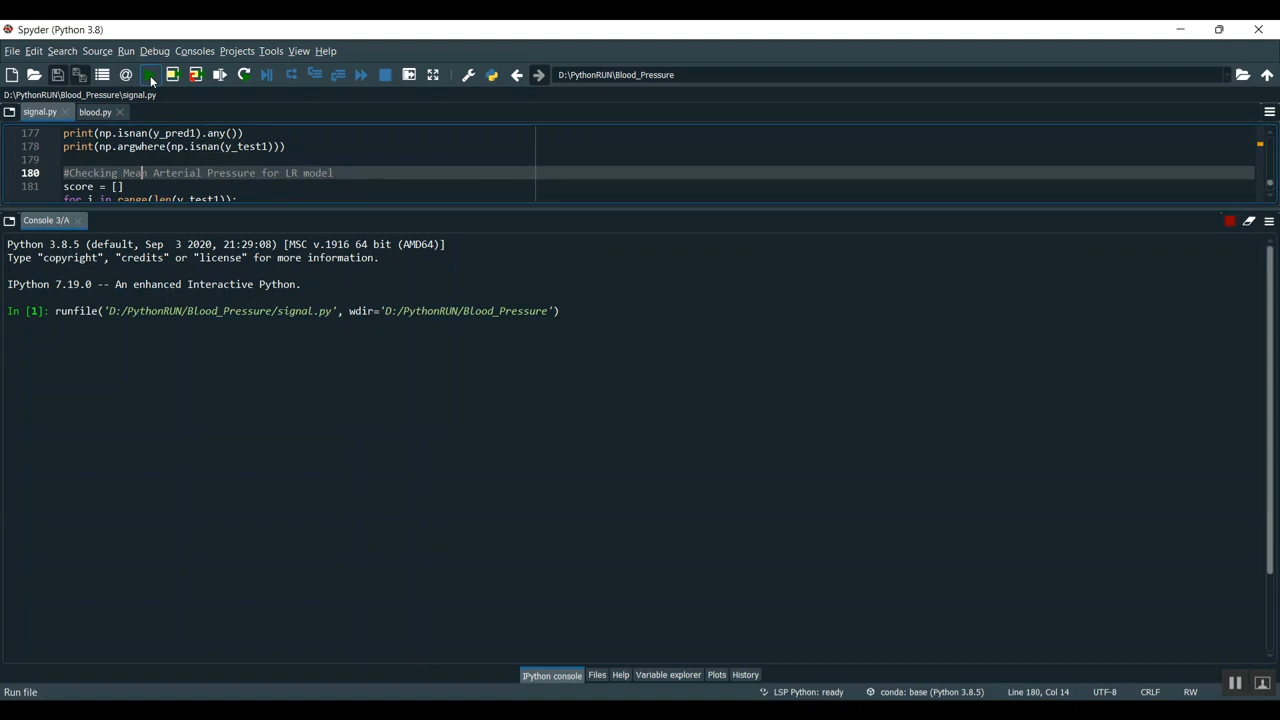 Spyder (Python 3.8)
File Edit Search Source Run Debug Consoles Projects Tools View Help
D:\PythonRUN\Blood_Pressure
D:\PythonRUN\Blood_Pressure\signal.py
signal.py blood.py
177 print(np.isnan(y_pred1).any())
178 print(np.argwhere(np.isnan(y_test1)))
179
180 #Checking Mean Arterial Pressure for LR model
181 score = []
for i in range(len(y_test1)):
Console 3/A
Python 3.8.5 (default, Sep  3 2020, 21:29:08) [MSC v.1916 64 bit (AMD64)]
Type "copyright", "credits" or "license" for more information.
IPython 7.19.0 -- An enhanced Interactive Python.
In [1]: runfile('D:/PythonRUN/Blood_Pressure/signal.py', wdir='D:/PythonRUN/Blood_Pressure')
IPython console Files Help Variable explorer Plots History
Run file LSP Python: ready conda: base (Python 3.8.5) Line 180, Col 14 UTF-8 CRLF RW